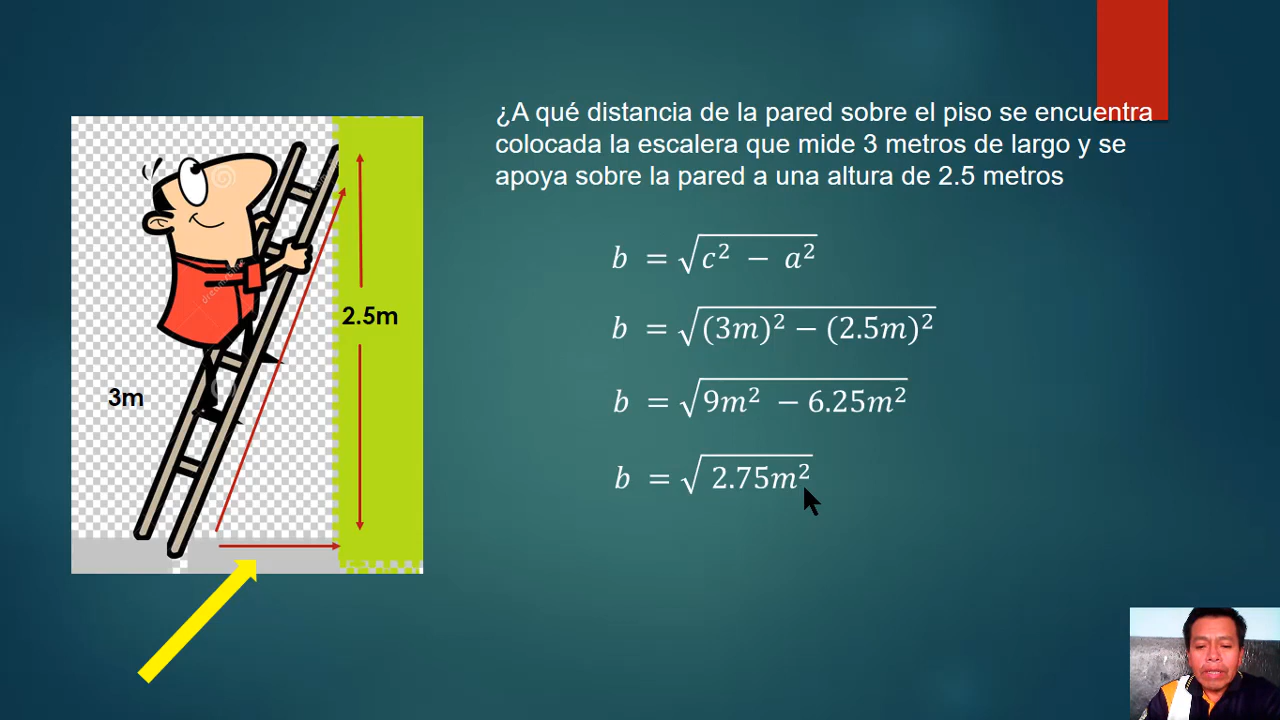 ¿A qué distancia de la pared sobre el piso se encuentra
colocada la escalera que mide 3 metros de largo y se
apoya sobre la pared a una altura de 2.5 metros
b = √(c² − a²)
b = √((3m)² − (2.5m)²)
b = √(9m² − 6.25m²)
b = √(2.75m²)
2.5m
3m